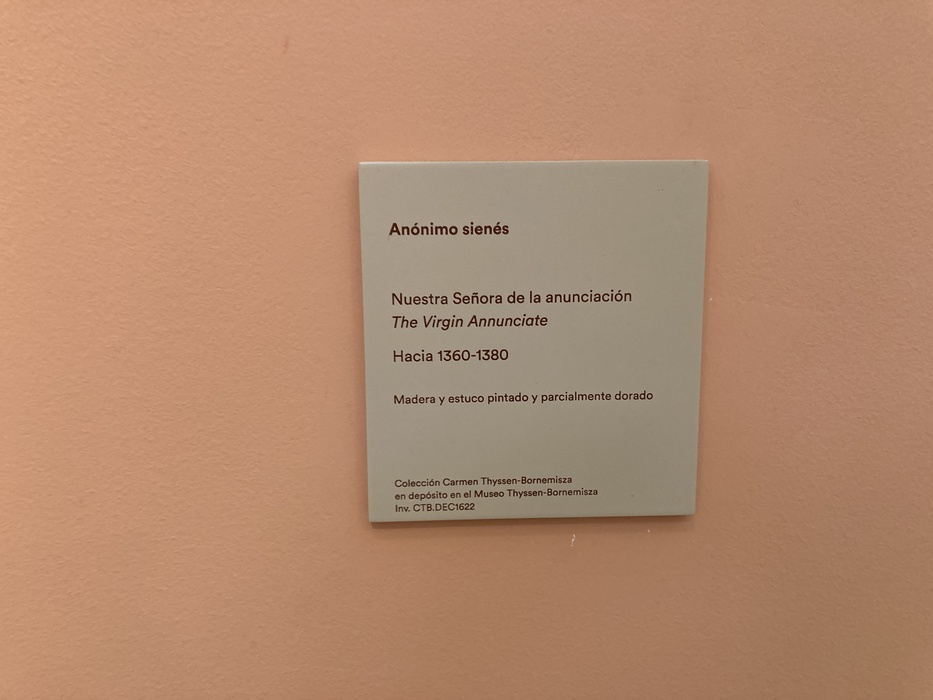 Anónimo sienés
Nuestra Señora de la anunciación
The Virgin Annunciate
Hacia 1360-1380
Madera y estuco pintado y parcialmente dorado
Colección Carmen Thyssen-Bornemisza
en depósito en el Museo Thyssen-Bornemisza
Inv. CTB.DEC1622